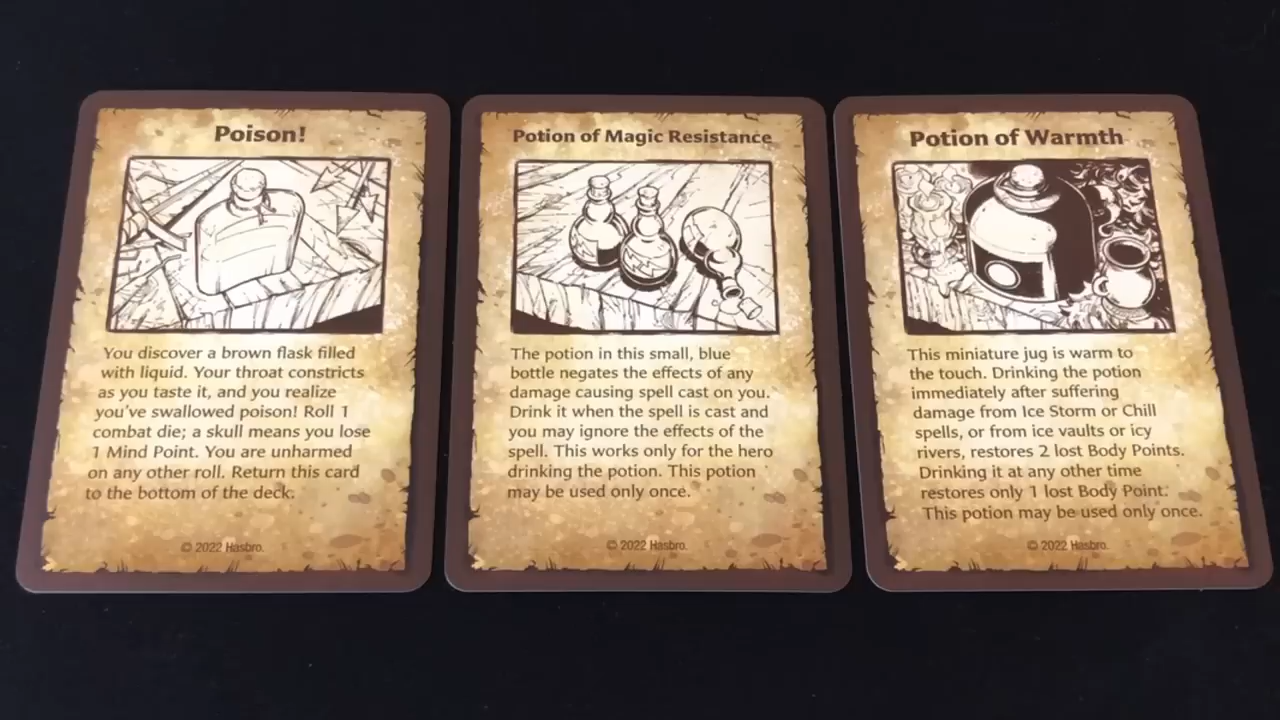 Poison!
You discover a brown flask filled
with liquid. Your throat constricts
as you taste it, and you realize
you've swallowed poison! Roll 1
combat die; a skull means you lose
1 Mind Point. You are unharmed
on any other roll. Return this card
to the bottom of the deck.
© 2022 Hasbro.
Potion of Magic Resistance
The potion in this small, blue
bottle negates the effects of any
damage causing spell cast on you.
Drink it when the spell is cast and
you may ignore the effects of the
spell. This works only for the hero
drinking the potion. This potion
may be used only once.
© 2022 Hasbro.
Potion of Warmth
This miniature jug is warm to
the touch. Drinking the potion
immediately after suffering
damage from Ice Storm or Chill
spells, or from ice vaults or icy
rivers, restores 2 lost Body Points.
Drinking it at any other time
restores only 1 lost Body Point.
This potion may be used only once.
© 2022 Hasbro.